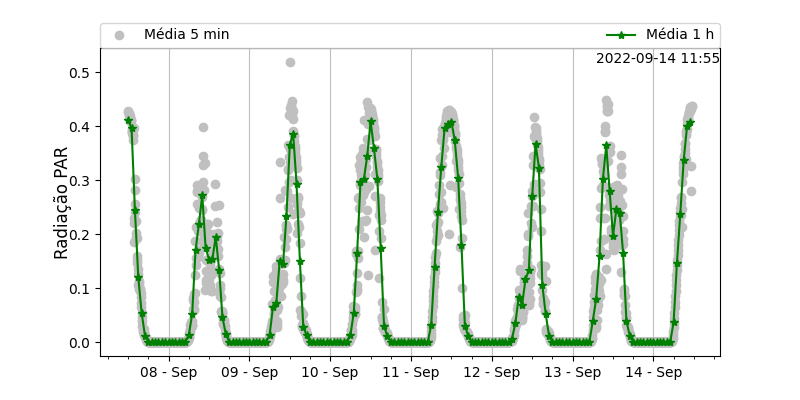 Média 5 min
Média 1 h
2022-09-14 11:55
Radiação PAR
0.5
0.4
0.3
0.2
0.1
0.0
08 - Sep
09 - Sep
10 - Sep
11 - Sep
12 - Sep
13 - Sep
14 - Sep